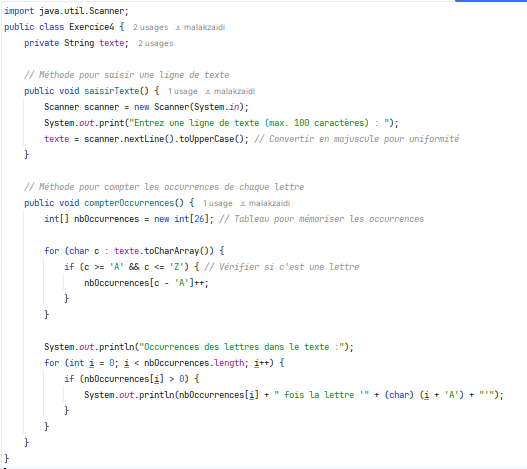 import java.util.Scanner;
public class Exercice4 { 2 usages malakzaidi
    private String texte; 2 usages

    // Méthode pour saisir une ligne de texte
    public void saisirTexte() { 1 usage malakzaidi
        Scanner scanner = new Scanner(System.in);
        System.out.print("Entrez une ligne de texte (max. 100 caractères) : ");
        texte = scanner.nextLine().toUpperCase(); // Convertir en majuscule pour uniformité
    }

    // Méthode pour compter les occurrences de chaque lettre
    public void compterOccurrences() { 1 usage malakzaidi
        int[] nbOccurrences = new int[26]; // Tableau pour mémoriser les occurrences

        for (char c : texte.toCharArray()) {
            if (c >= 'A' && c <= 'Z') { // Vérifier si c'est une lettre
                nbOccurrences[c - 'A']++;
            }
        }

        System.out.println("Occurrences des lettres dans le texte :");
        for (int i = 0; i < nbOccurrences.length; i++) {
            if (nbOccurrences[i] > 0) {
                System.out.println(nbOccurrences[i] + " fois la lettre '" + (char) (i + 'A') + "'");
            }
        }
    }
}